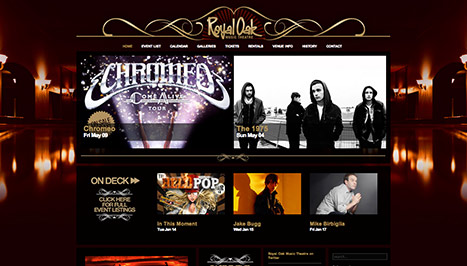 Royal Oak
MUSIC THEATRE
HOME EVENT LIST CALENDAR GALLERIES TICKETS RENTALS VENUE INFO HISTORY CONTACT
CHROMEO
COME ALIVE
TOUR
Chromeo
Fri May 09
The 1975
Sun May 04
ON DECK
CLICK HERE
FOR FULL
EVENT LISTINGS
HELL POP
In This Moment
Tue Jan 14
Jake Bugg
Wed Jan 15
Mike Birbiglia
Fri Jan 17
Royal Oak Music Theatre on
Twitter